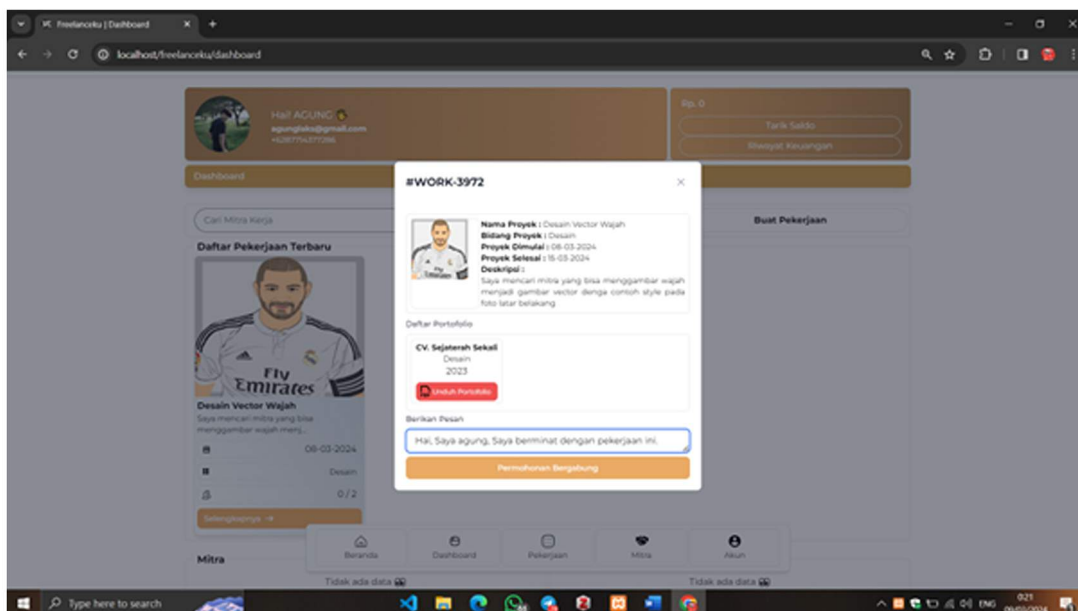 Freelanceku | Dashboard
localhost/freelanceku/dashboard
Hai! AGUNG
agunglaks@gmail.com
+6287754377286
Rp. 0
Tarik Saldo
Riwayat Keuangan
Dashboard
Cari Mitra Kerja
Buat Pekerjaan
Daftar Pekerjaan Terbaru
Fly
Emirates
Desain Vector Wajah
Saya mencari mitra yang bisa
menggambar wajah menj...
08-03-2024
Desain
0 / 2
Selengkapnya →
#WORK-3972
Fly
Emirates
Nama Proyek : Desain Vector Wajah
Bidang Proyek : Desain
Proyek Dimulai : 08-03-2024
Proyek Selesai : 15-03-2024
Deskripsi :
Saya mencari mitra yang bisa menggambar wajah
menjadi gambar vector denga contoh style pada
foto latar belakang
Daftar Portofolio
CV. Sejaterah Sekali
Desain
2023
Unduh Portofolio
Berikan Pesan
Hai, Saya agung, Saya berminat dengan pekerjaan ini.
Permohonan Bergabung
Beranda
Dashboard
Pekerjaan
Mitra
Akun
Mitra
Tidak ada data
Tidak ada data
Type here to search
ENG
0:21